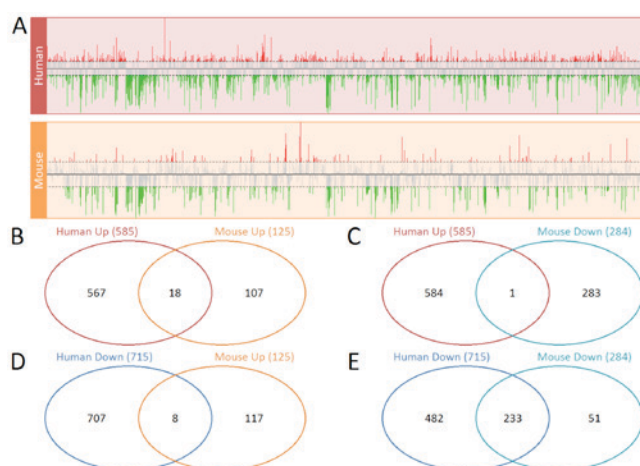 A
Human
Mouse
B
Human Up (585)
Mouse Up (125)
567
18
107
C
Human Up (585)
Mouse Down (284)
584
1
283
D
Human Down (715)
Mouse Up (125)
707
8
117
E
Human Down (715)
Mouse Down (284)
482
233
51